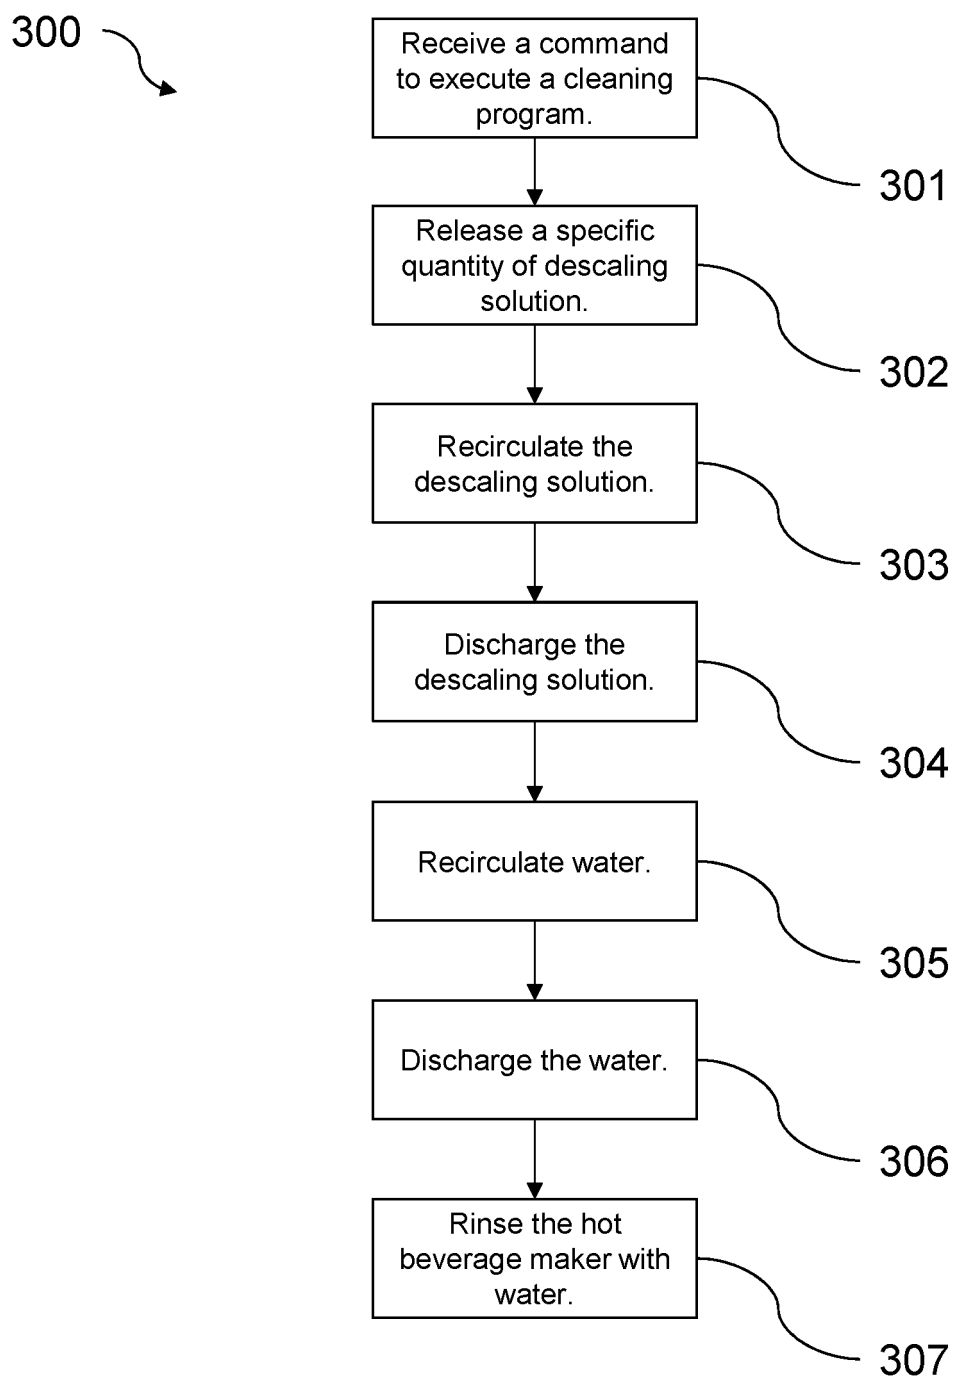 300
Receive a command
to execute a cleaning
program.
301
Release a specific
quantity of descaling
solution.
302
Recirculate the
descaling solution.
303
Discharge the
descaling solution.
304
Recirculate water.
305
Discharge the water.
306
Rinse the hot
beverage maker with
water.
307